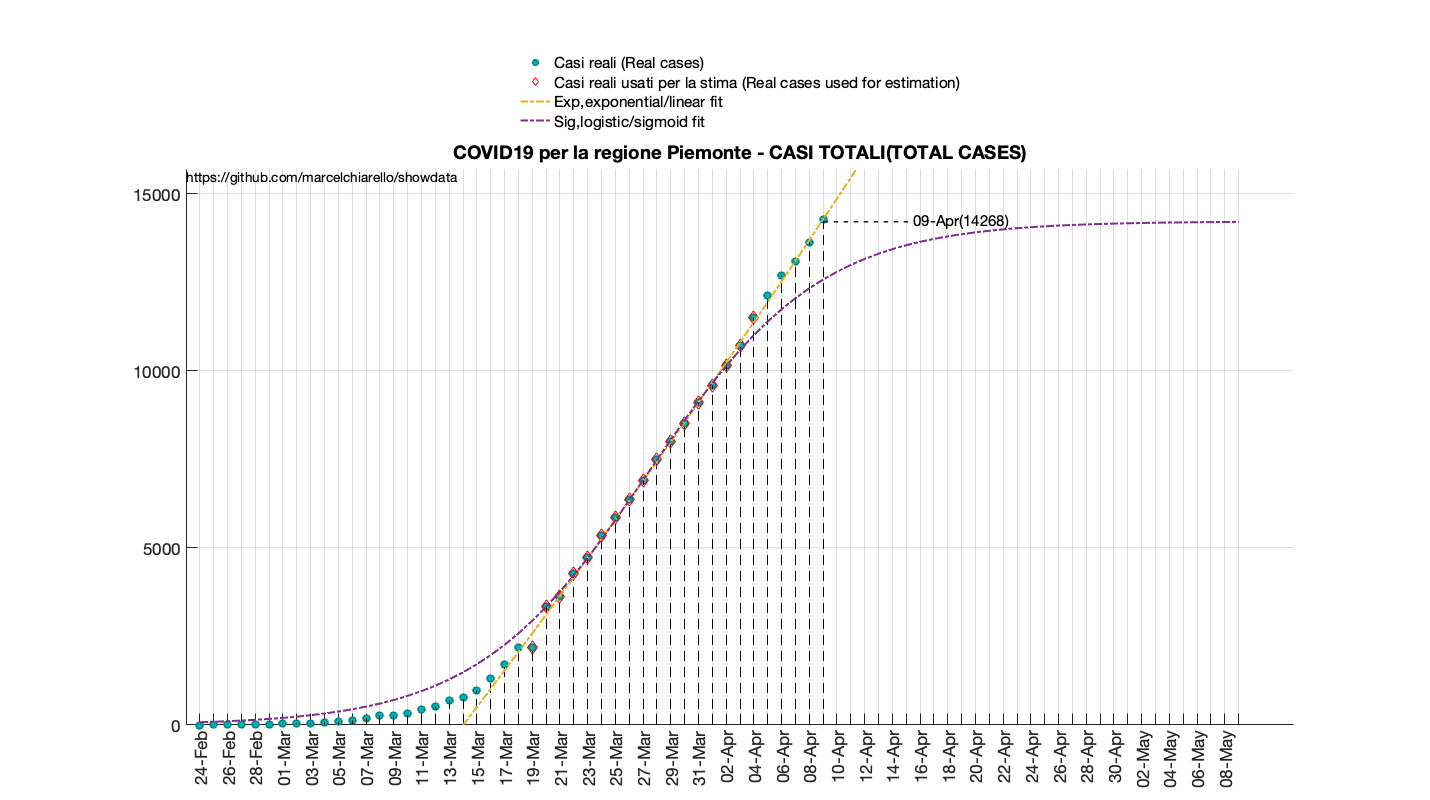 Casi reali (Real cases)
Casi reali usati per la stima (Real cases used for estimation)
Exp,exponential/linear fit
Sig,logistic/sigmoid fit
COVID19 per la regione Piemonte - CASI TOTALI(TOTAL CASES)
https://github.com/marcelchiarello/showdata
15000
09-Apr(14268)
10000
5000
0
24-Feb
26-Feb
28-Feb
01-Mar
03-Mar
05-Mar
07-Mar
09-Mar
11-Mar
13-Mar
15-Mar
17-Mar
19-Mar
21-Mar
23-Mar
25-Mar
27-Mar
29-Mar
31-Mar
02-Apr
04-Apr
06-Apr
08-Apr
10-Apr
12-Apr
14-Apr
16-Apr
18-Apr
20-Apr
22-Apr
24-Apr
26-Apr
28-Apr
30-Apr
02-May
04-May
06-May
08-May